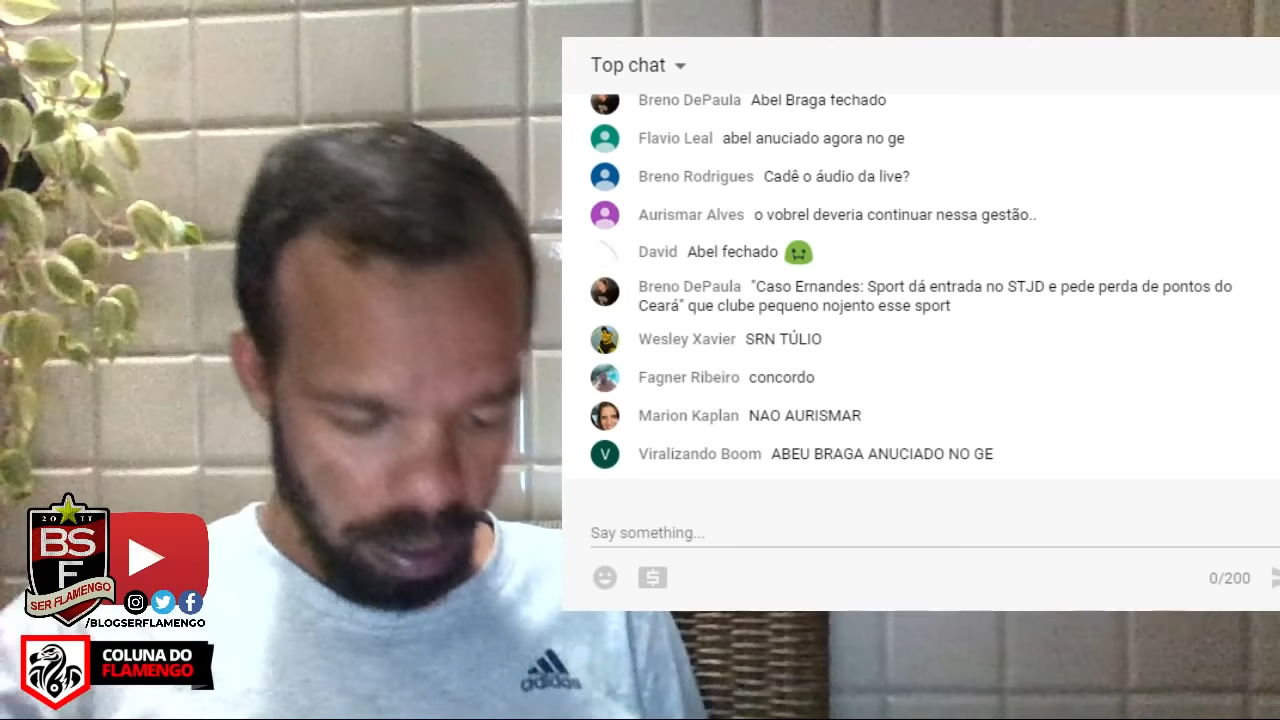 Top chat
Breno DePaula Abel Braga fechado
Flavio Leal abel anuciado agora no ge
Breno Rodrigues Cadê o áudio da live?
Aurismar Alves o vobrel deveria continuar nessa gestão..
David Abel fechado
Breno DePaula "Caso Ernandes: Sport dá entrada no STJD e pede perda de pontos do
Ceará" que clube pequeno nojento esse sport
Wesley Xavier SRN TÚLIO
Fagner Ribeiro concordo
Marion Kaplan NAO AURISMAR
V Viralizando Boom ABEU BRAGA ANUCIADO NO GE
Say something...
0/200
2011
BSF
SER FLAMENGO
/BLOGSERFLAMENGO
COLUNA DO
FLAMENGO
adidas